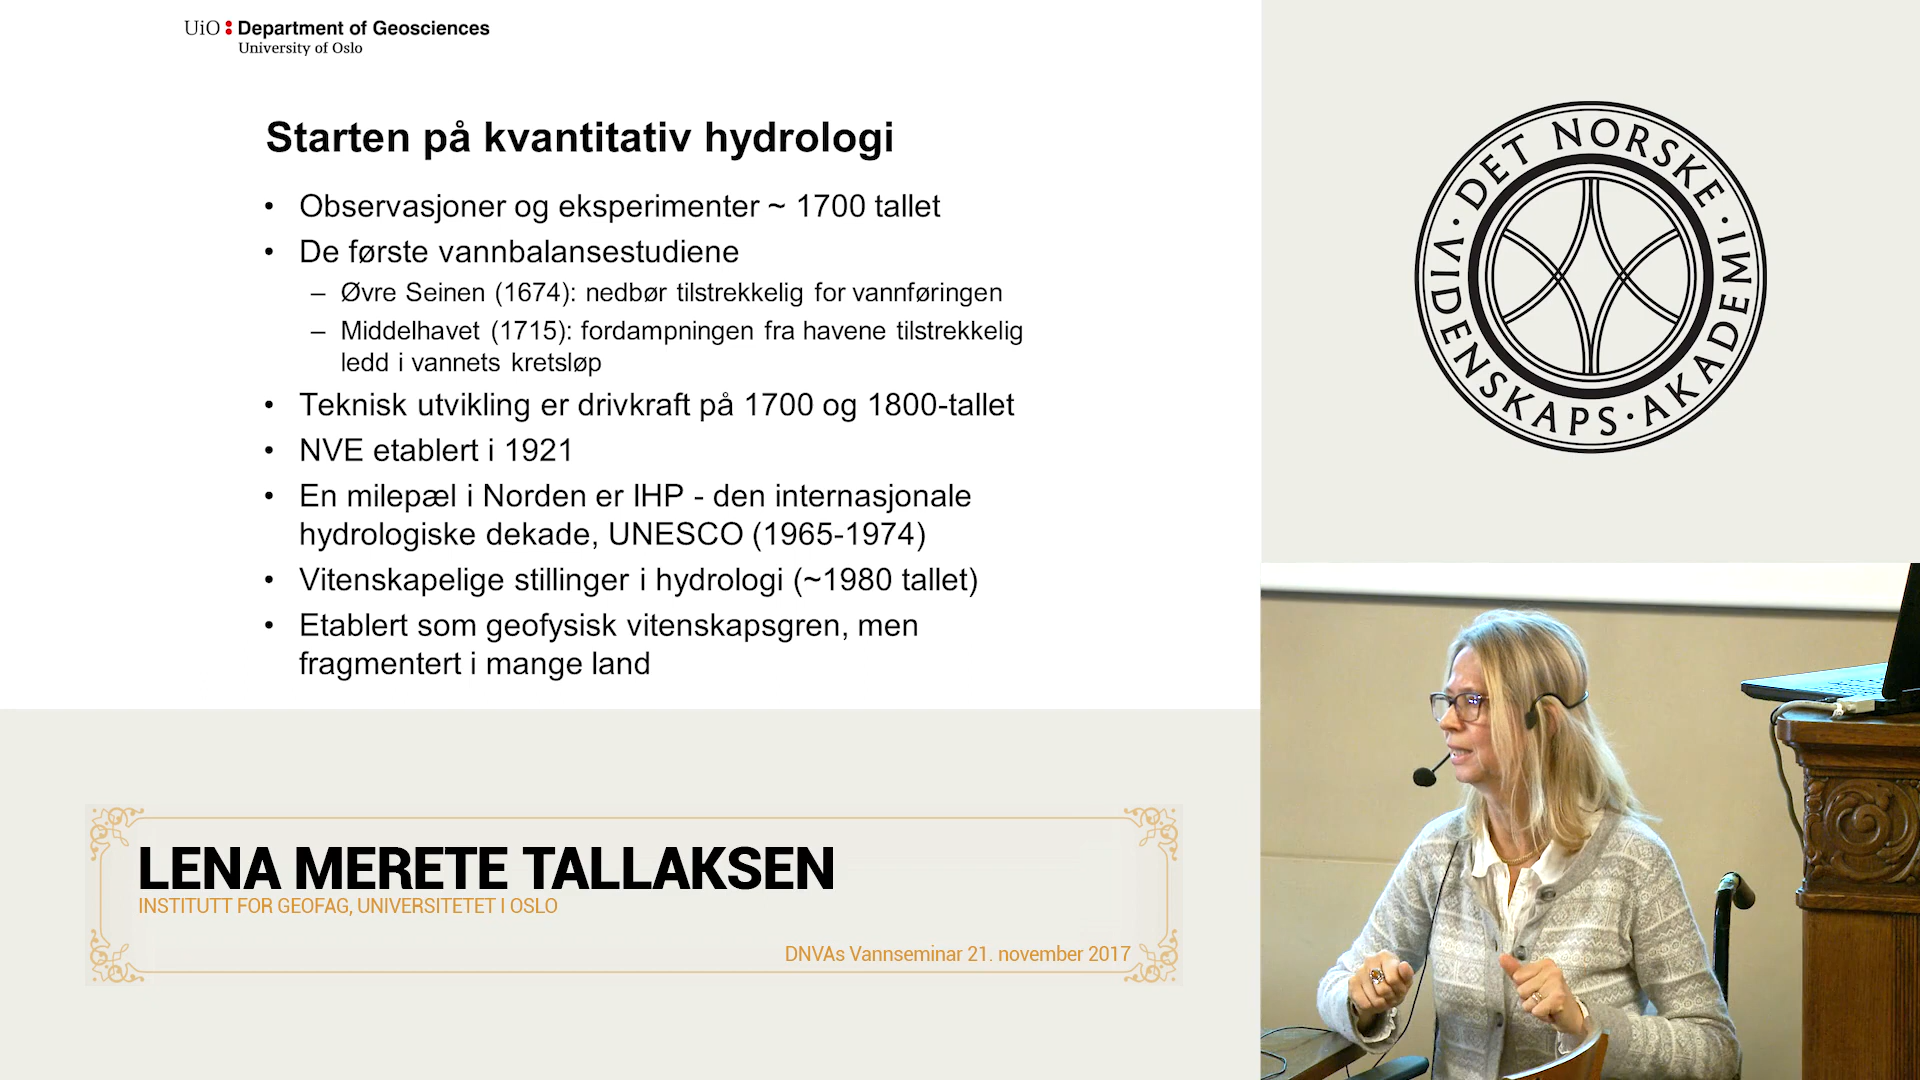 UiO Department of Geosciences
University of Oslo
Starten på kvantitativ hydrologi
• Observasjoner og eksperimenter ~ 1700 tallet
• De første vannbalansestudiene
– Øvre Seinen (1674): nedbør tilstrekkelig for vannføringen
– Middelhavet (1715): fordampningen fra havene tilstrekkelig
ledd i vannets kretsløp
• Teknisk utvikling er drivkraft på 1700 og 1800-tallet
• NVE etablert i 1921
• En milepæl i Norden er IHP - den internasjonale
hydrologiske dekade, UNESCO (1965-1974)
• Vitenskapelige stillinger i hydrologi (~1980 tallet)
• Etablert som geofysisk vitenskapsgren, men
fragmentert i mange land
DET NORSKE · VIDENSKAPS · AKADEMI ·
LENA MERETE TALLAKSEN
INSTITUTT FOR GEOFAG, UNIVERSITETET I OSLO
DNVAs Vannseminar 21. november 2017